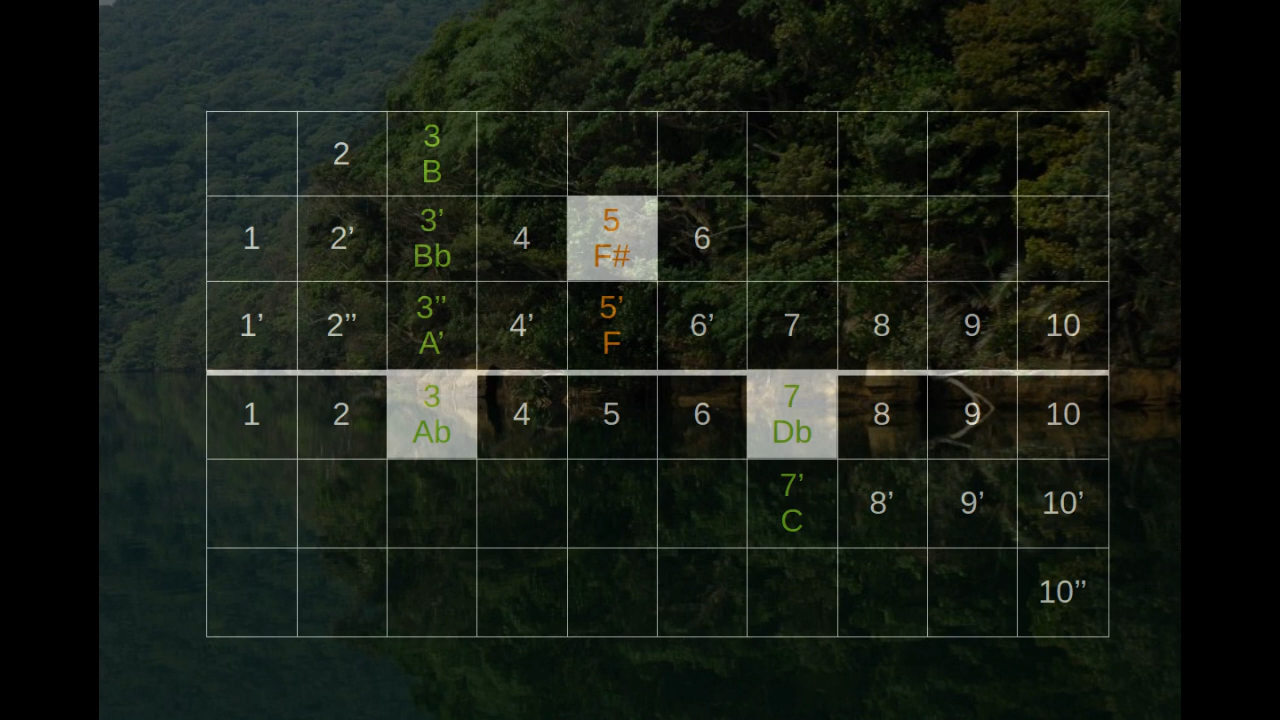 2 3
B
1 2’ 3’ 4 5 6
Bb F#
1’ 2’’ 3’’ 4’ 5’ 6’ 7 8 9 10
A’ F
1 2 3 4 5 6 7 8 9 10
Ab Db
7’ 8’ 9’ 10’
C
10’’